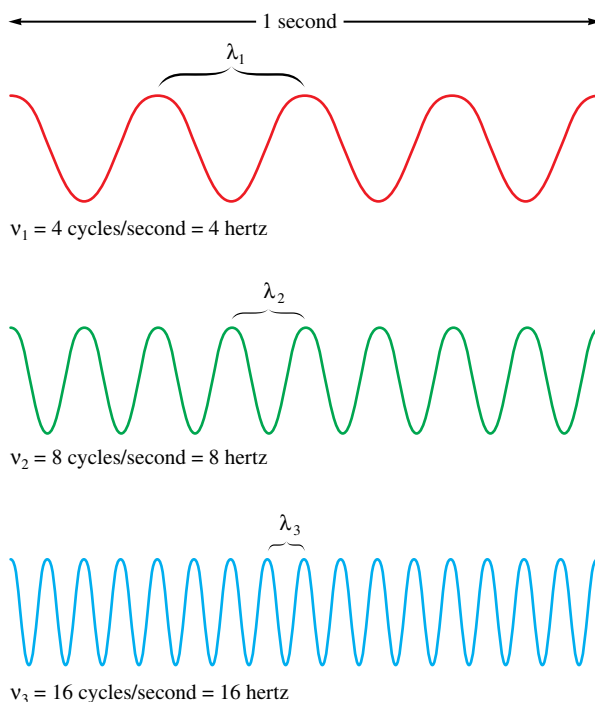 1 second
λ₁
ν₁ = 4 cycles/second = 4 hertz
λ₂
ν₂ = 8 cycles/second = 8 hertz
λ₃
ν₃ = 16 cycles/second = 16 hertz